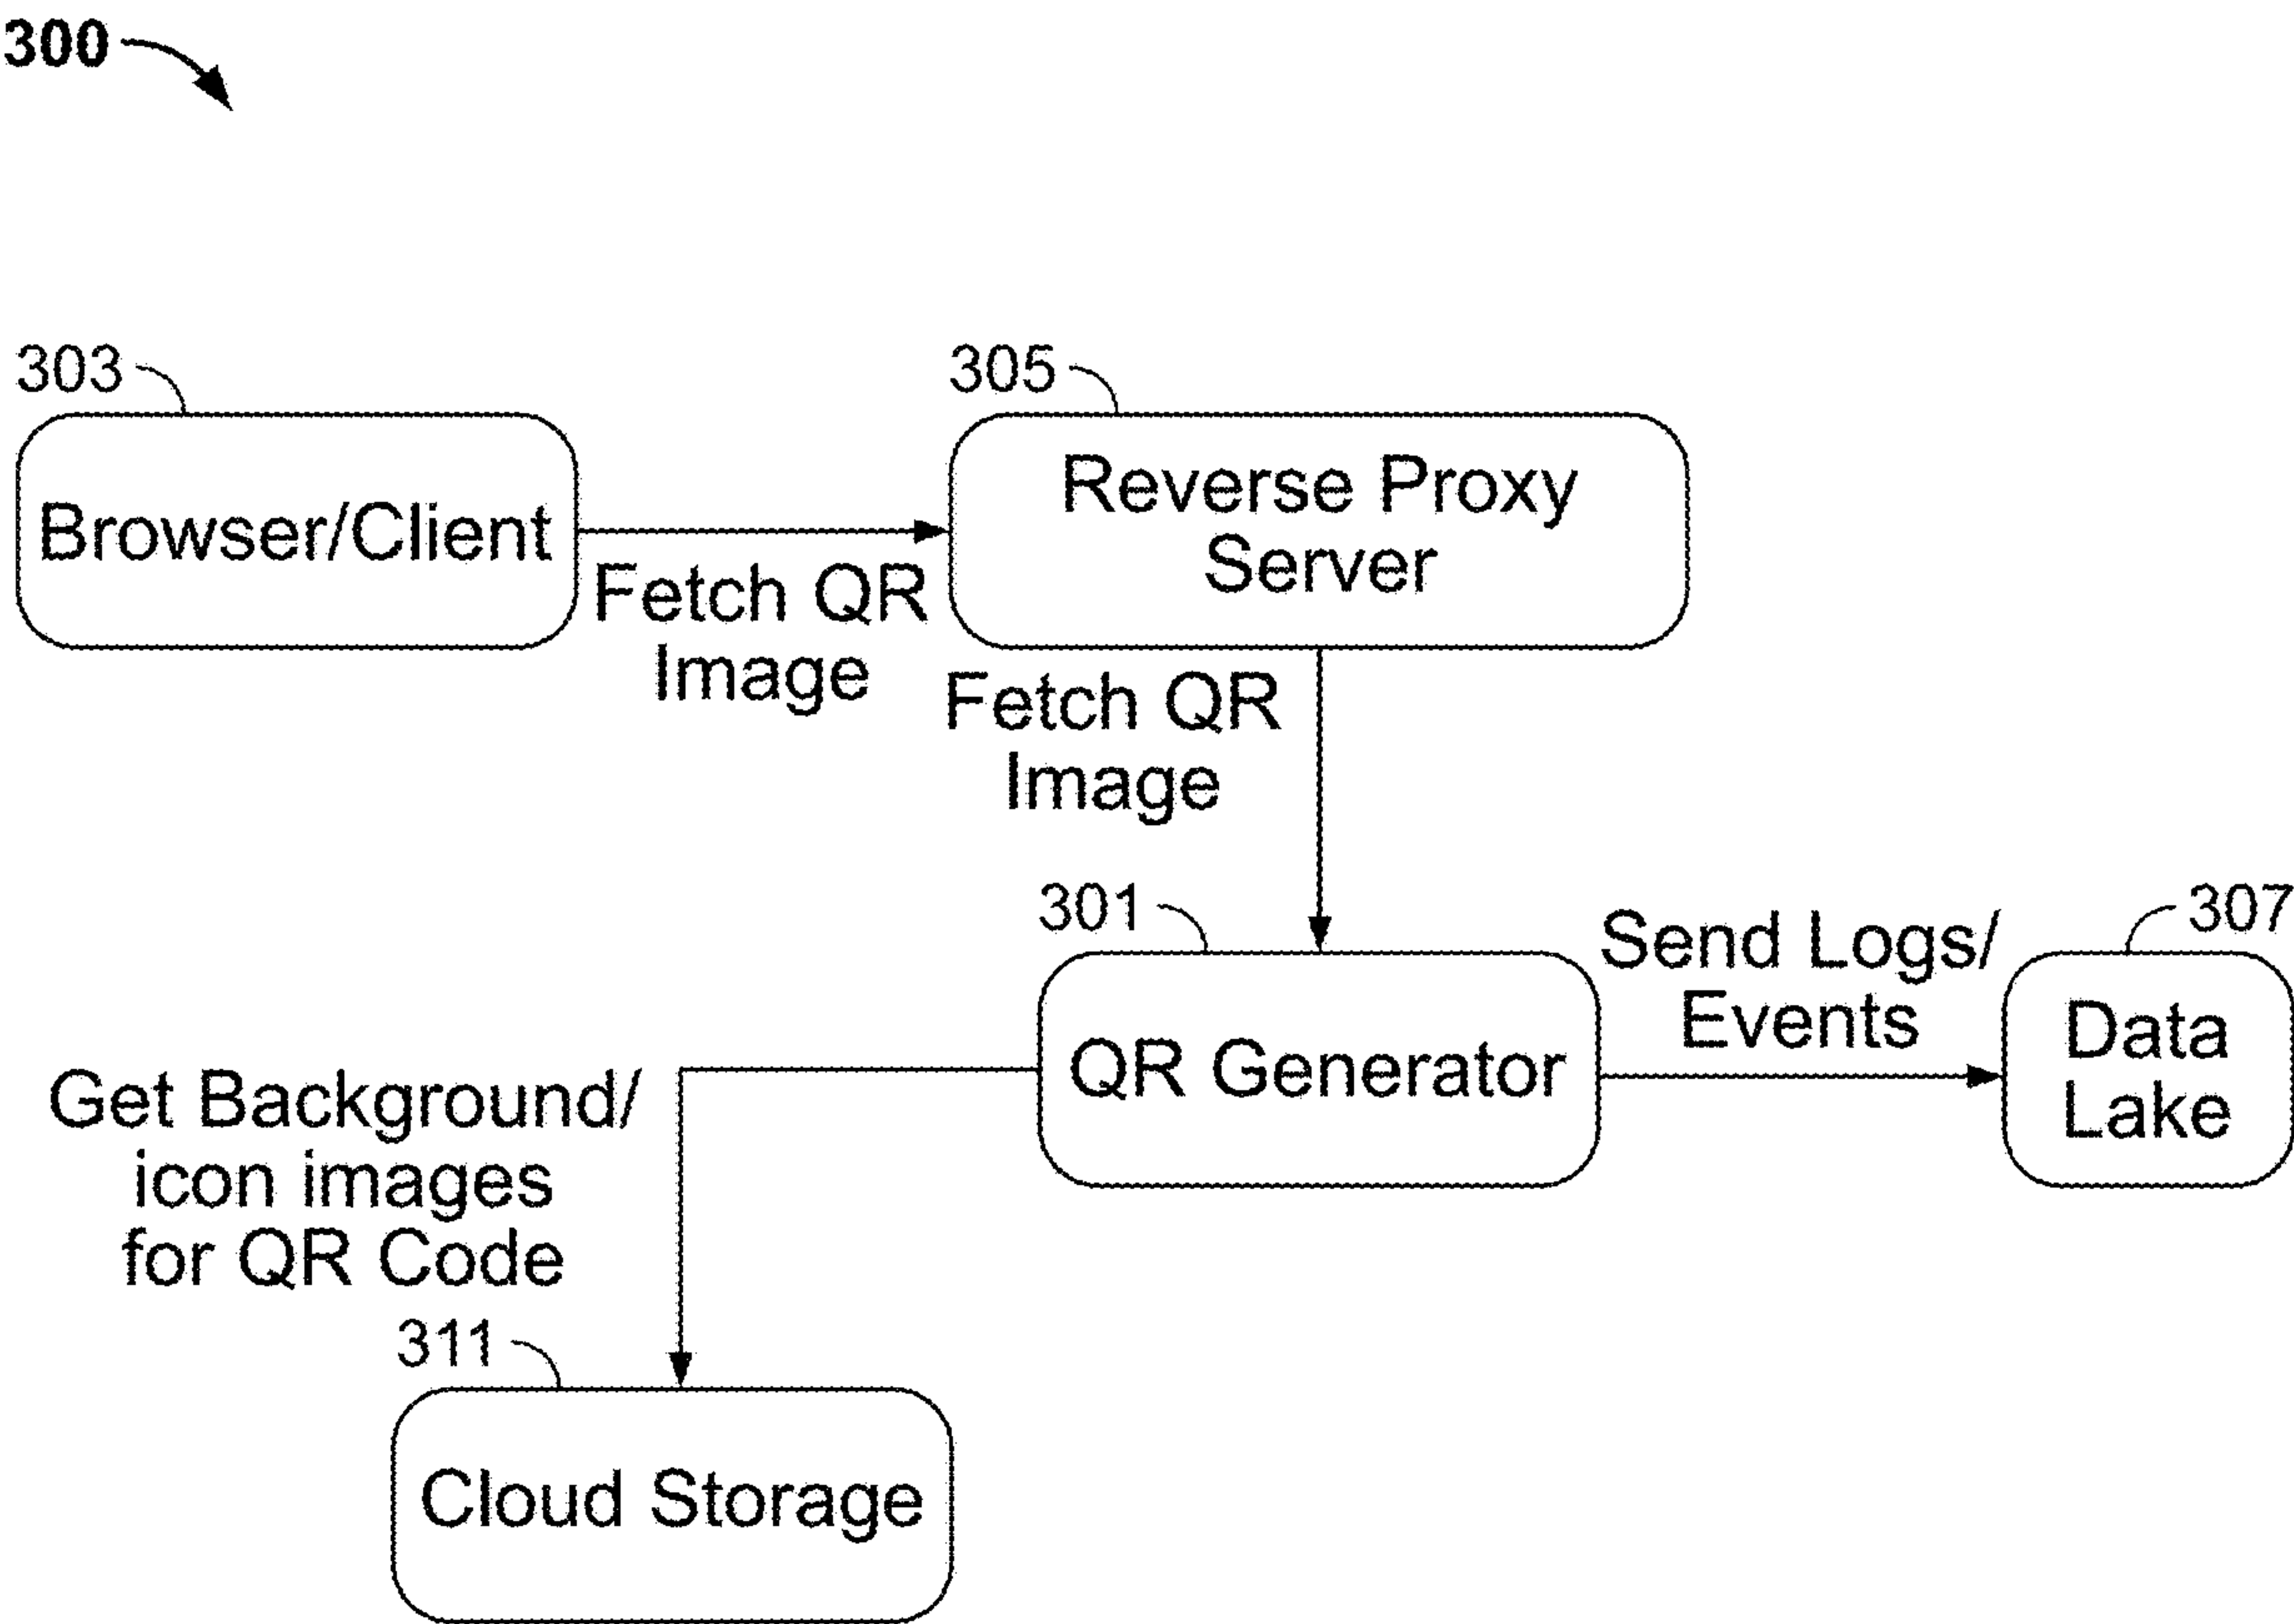 300
303
305
Browser/Client
Reverse Proxy
Server
Fetch QR
Image
Fetch QR
Image
301
307
Send Logs/
Events
QR Generator
Data
Lake
Get Background/
icon images
for QR Code
311
Cloud Storage